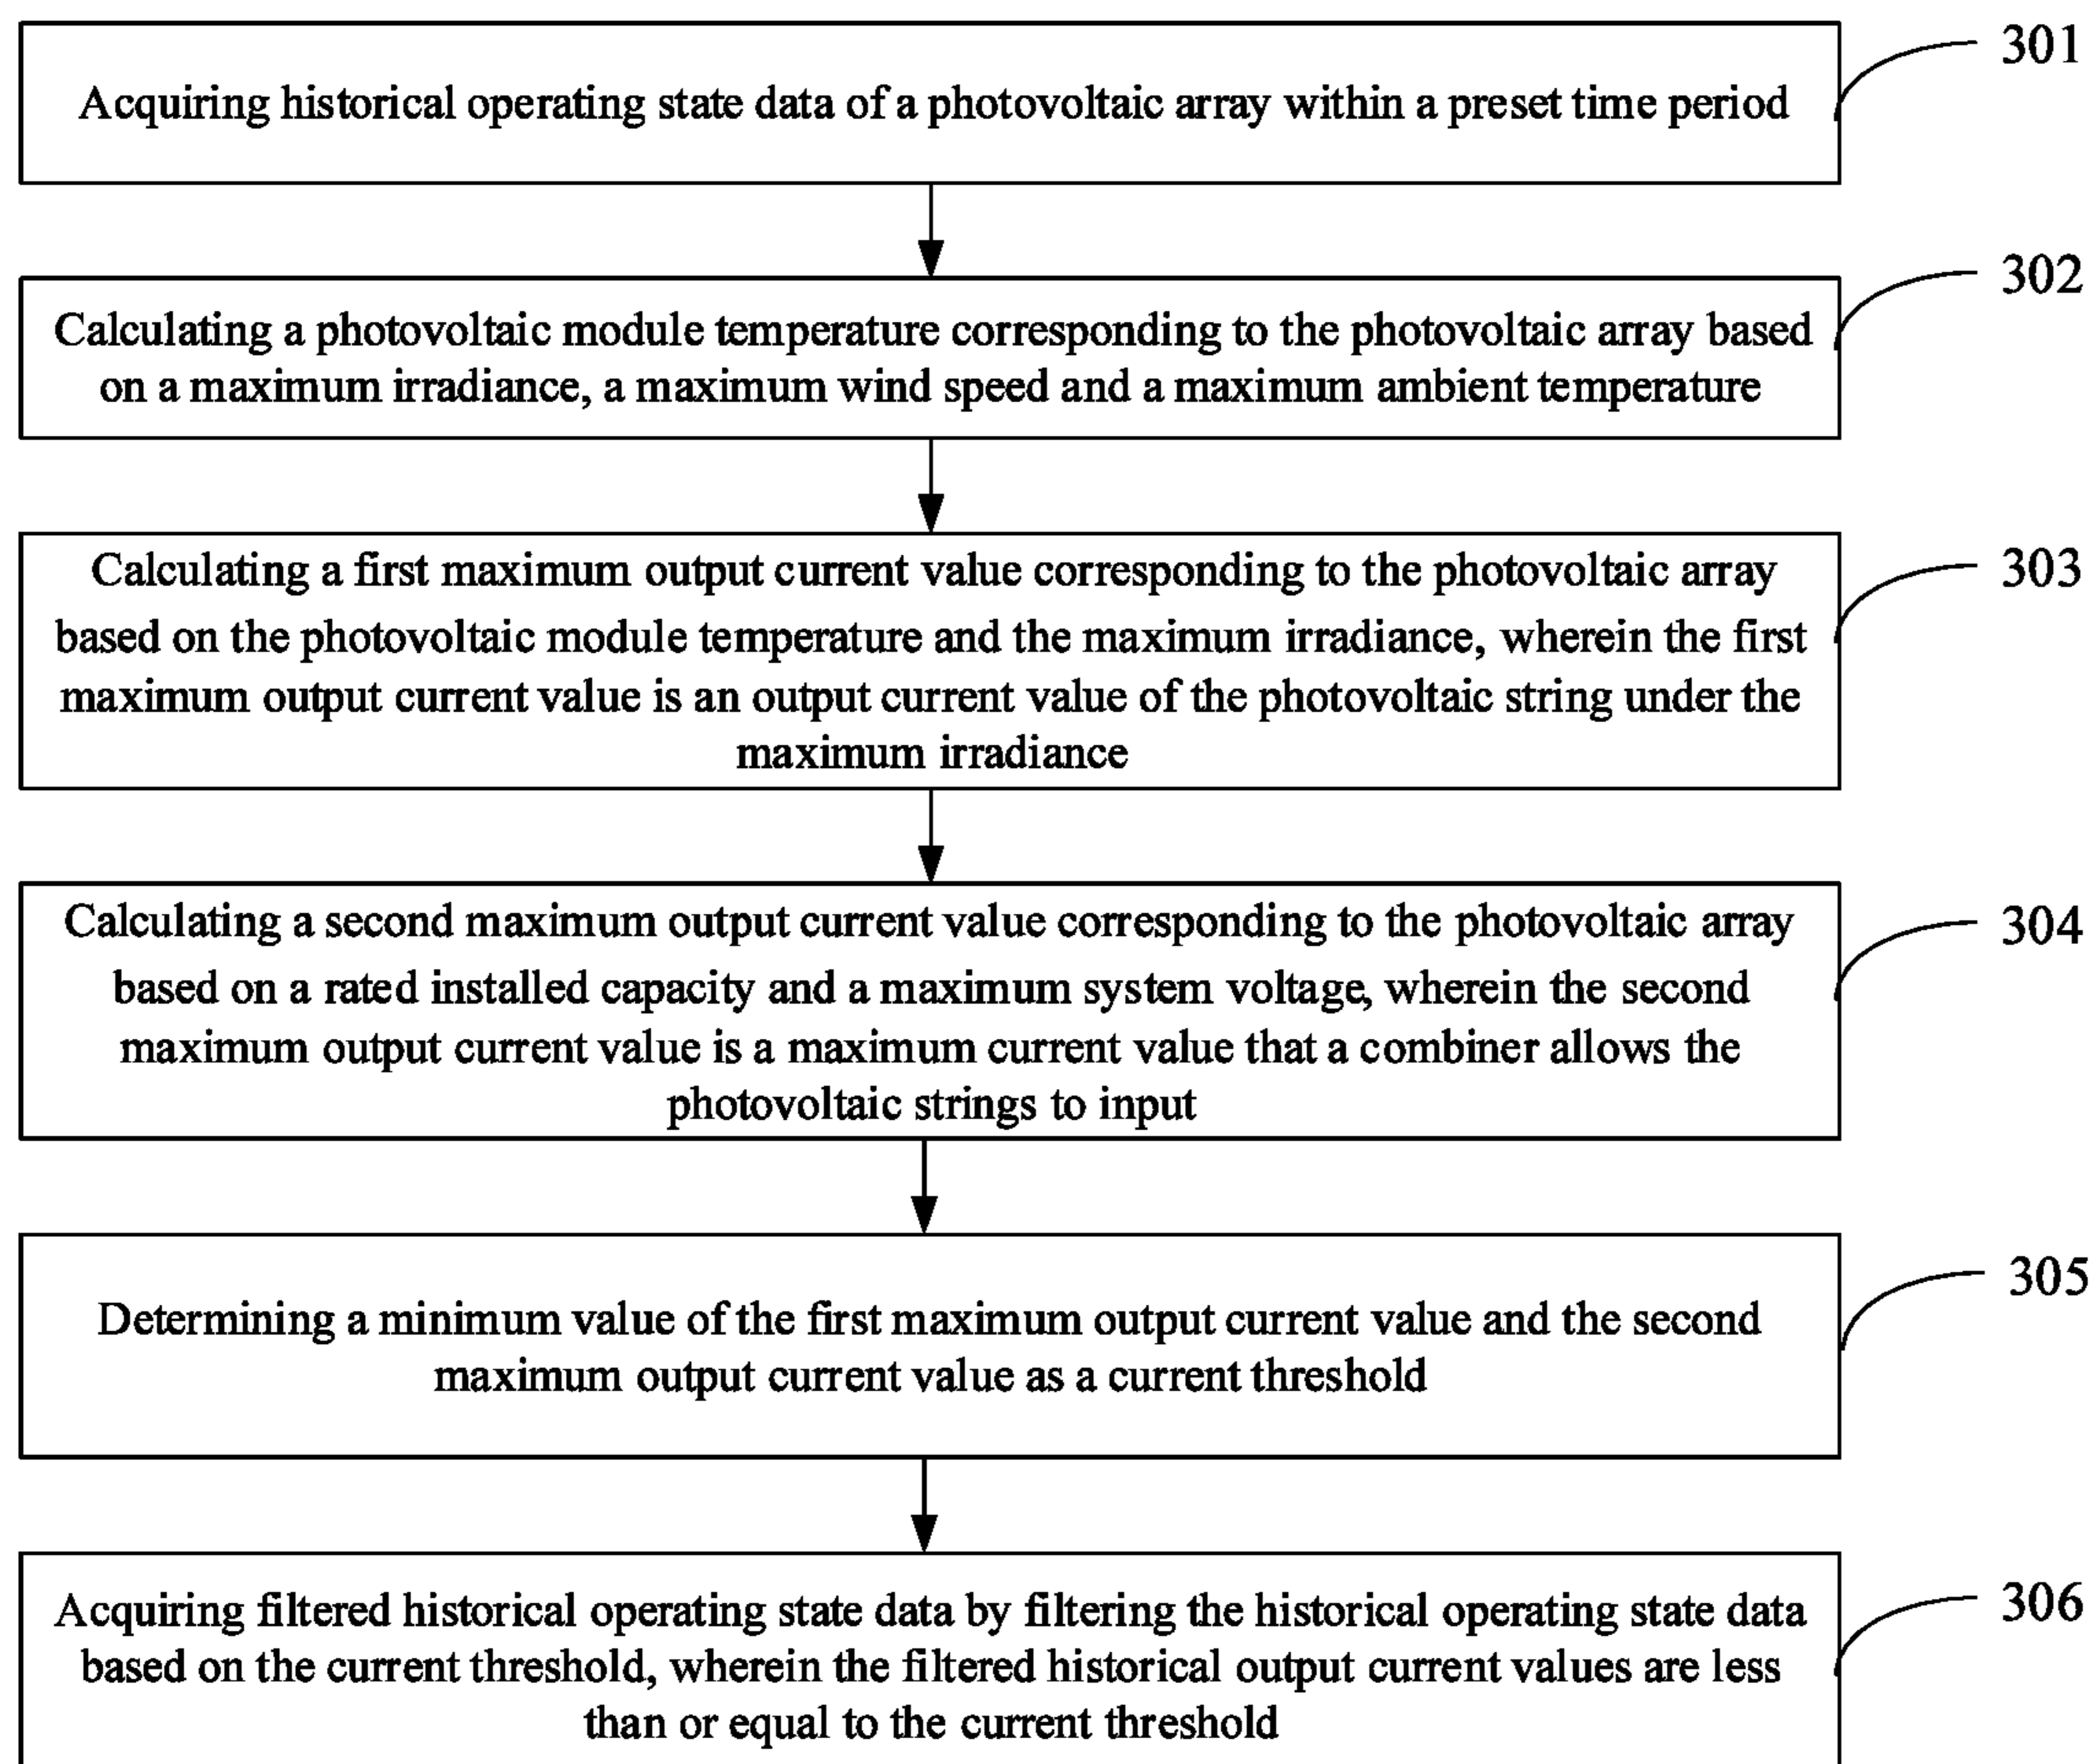 301
Acquiring historical operating state data of a photovoltaic array within a preset time period
302
Calculating a photovoltaic module temperature corresponding to the photovoltaic array based
on a maximum irradiance, a maximum wind speed and a maximum ambient temperature
303
Calculating a first maximum output current value corresponding to the photovoltaic array
based on the photovoltaic module temperature and the maximum irradiance, wherein the first
maximum output current value is an output current value of the photovoltaic string under the
maximum irradiance
304
Calculating a second maximum output current value corresponding to the photovoltaic array
based on a rated installed capacity and a maximum system voltage, wherein the second
maximum output current value is a maximum current value that a combiner allows the
photovoltaic strings to input
305
Determining a minimum value of the first maximum output current value and the second
maximum output current value as a current threshold
306
Acquiring filtered historical operating state data by filtering the historical operating state data
based on the current threshold, wherein the filtered historical output current values are less
than or equal to the current threshold